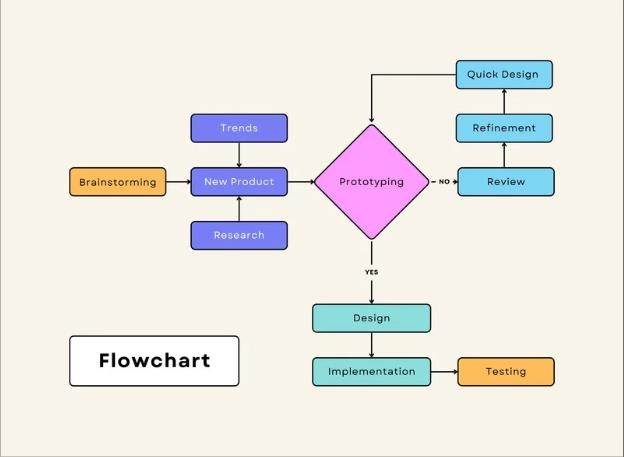 Quick Design
Trends
Refinement
Brainstorming
New Product
Prototyping
NO
Review
Research
YES
Design
Flowchart
Implementation
Testing